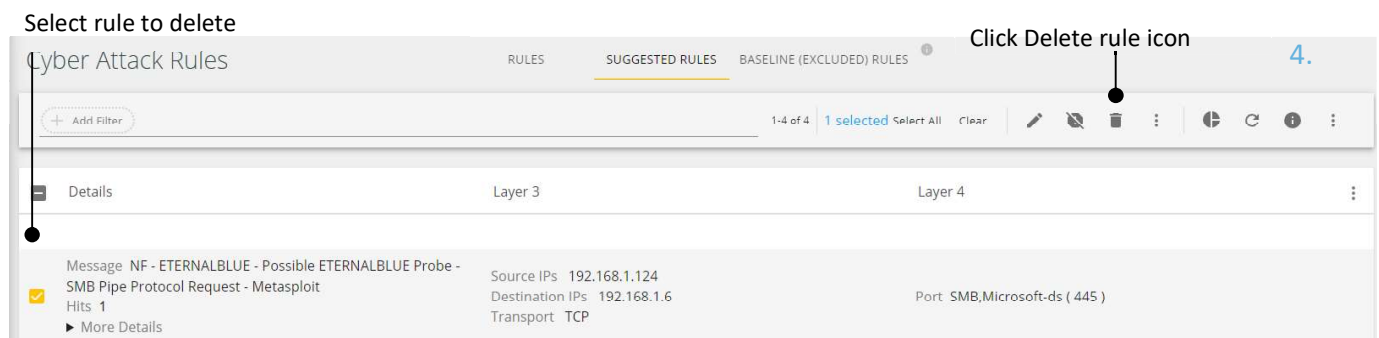 Select rule to delete
Click Delete rule icon
Cyber Attack Rules
RULES
SUGGESTED RULES
BASELINE (EXCLUDED) RULES
4.
+ Add Filter
1-4 of 4
1 selected
Select All
Clear
Details
Layer 3
Layer 4
Message NF - ETERNALBLUE - Possible ETERNALBLUE Probe -
SMB Pipe Protocol Request - Metasploit
Hits 1
▶ More Details
Source IPs 192.168.1.124
Destination IPs 192.168.1.6
Transport TCP
Port SMB,Microsoft-ds ( 445 )